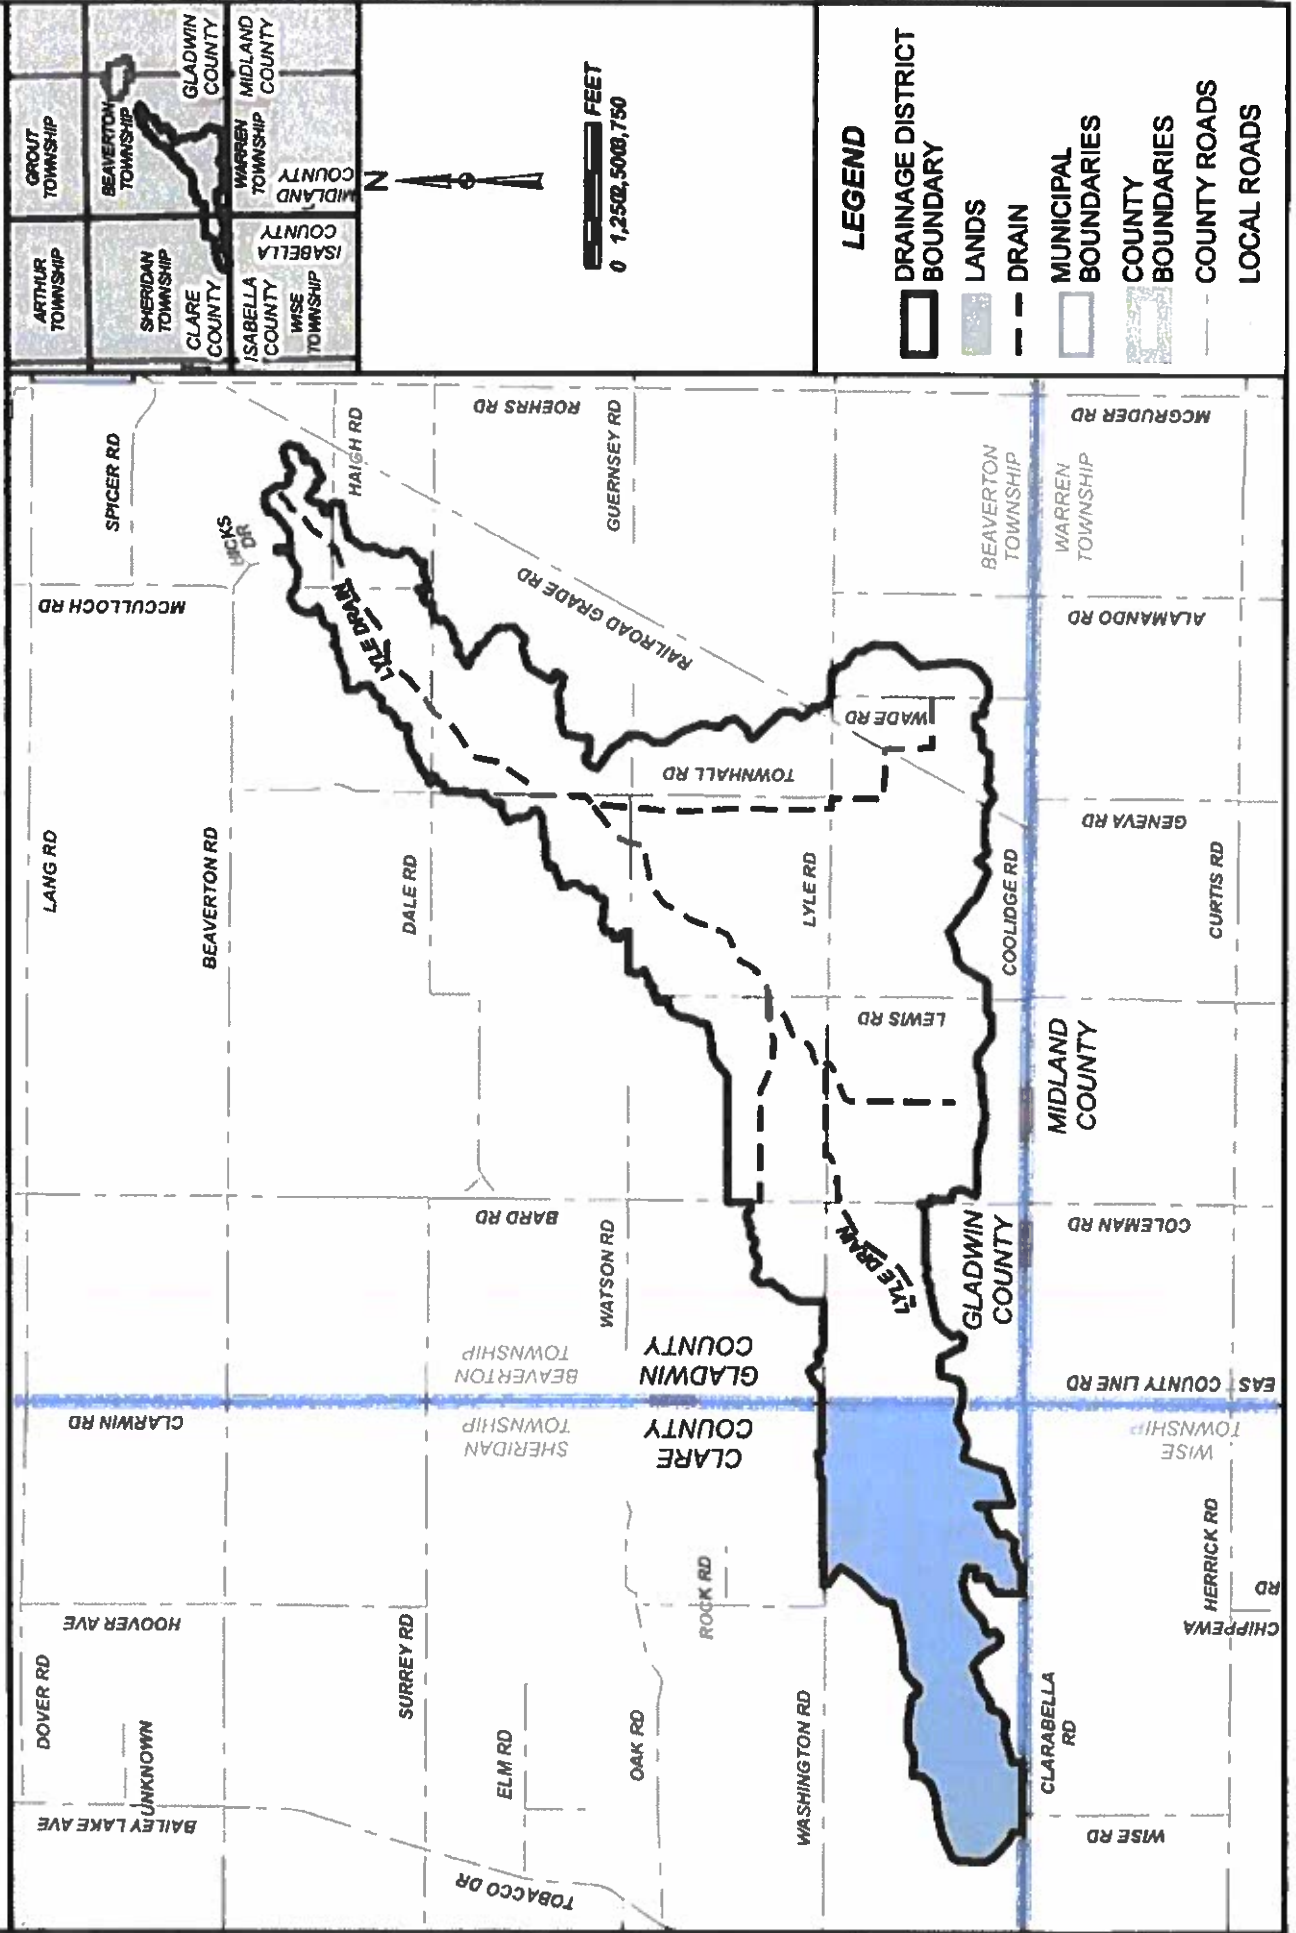 ARTHUR
TOWNSHIP
GROUT
TOWNSHIP
SHERIDAN
TOWNSHIP
BEAVERTON
TOWNSHIP
CLARE
COUNTY
GLADWIN
COUNTY
ISABELLA
COUNTY
WISE
TOWNSHIP
ISABELLA
COUNTY
MIDLAND
COUNTY
WARREN
TOWNSHIP
MIDLAND
COUNTY
N
FEET
0 1,2502,5003,750
LEGEND
DRAINAGE DISTRICT
BOUNDARY
LANDS
DRAIN
MUNICIPAL
BOUNDARIES
COUNTY
BOUNDARIES
COUNTY ROADS
LOCAL ROADS
DOVER RD
LANG RD
SPICER RD
UNKNOWN
BAILEY LAKE AVE
HOOVER AVE
CLARWIN RD
MCCULLOCH RD
HICKS
DR
BEAVERTON RD
HAIGH RD
SURREY RD
DALE RD
LYLE DRAIN
ROEHRS RD
ELM RD
TOBACCO DR
SHERIDAN
TOWNSHIP
BEAVERTON
TOWNSHIP
BARD RD
RAILROAD GRADE RD
GUERNSEY RD
OAK RD
WATSON RD
ROCK RD
CLARE
COUNTY
GLADWIN
COUNTY
TOWNHALL RD
WASHINGTON RD
LYLE RD
WADE RD
LEWIS RD
LYLE DRAIN
GLADWIN
COUNTY
COOLIDGE RD
BEAVERTON
TOWNSHIP
CLARABELLA
RD
MIDLAND
COUNTY
WARREN
TOWNSHIP
WISE RD
EAS COUNTY LINE RD
COLEMAN RD
GENEVA RD
ALAMANDO RD
MCGRUDER RD
WISE
TOWNSHIP
HERRICK RD
CURTIS RD
CHIPPEWA
RD